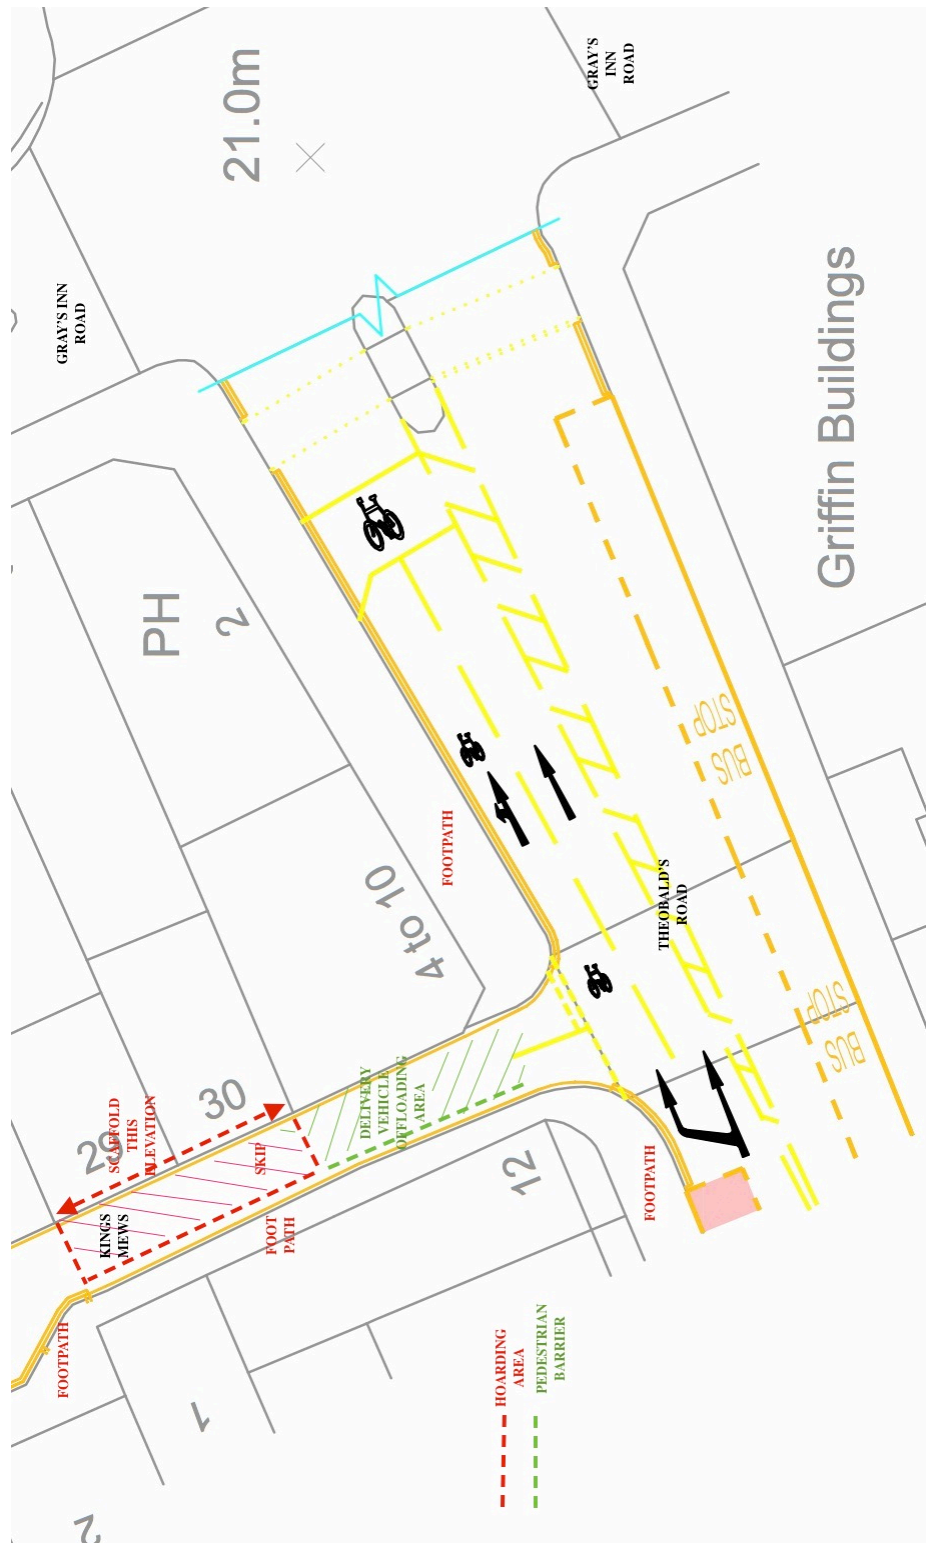 21.0m
GRAY'S
INN
ROAD
GRAY'S INN
ROAD
Griffin Buildings
PH
2
STOP
BUS
FOOTPATH
4 to 10
THEOBALD'S
ROAD
STOP
BUS
DELIVERY
VEHICLE
OFFLOADING
AREA
30
29
SCAFFOLD
THIS
ELEVATION
SKIP
KINGS
MEWS
FOOT
PATH
12
FOOTPATH
FOOTPATH
HOARDING
AREA
PEDESTRIAN
BARRIER
1
2